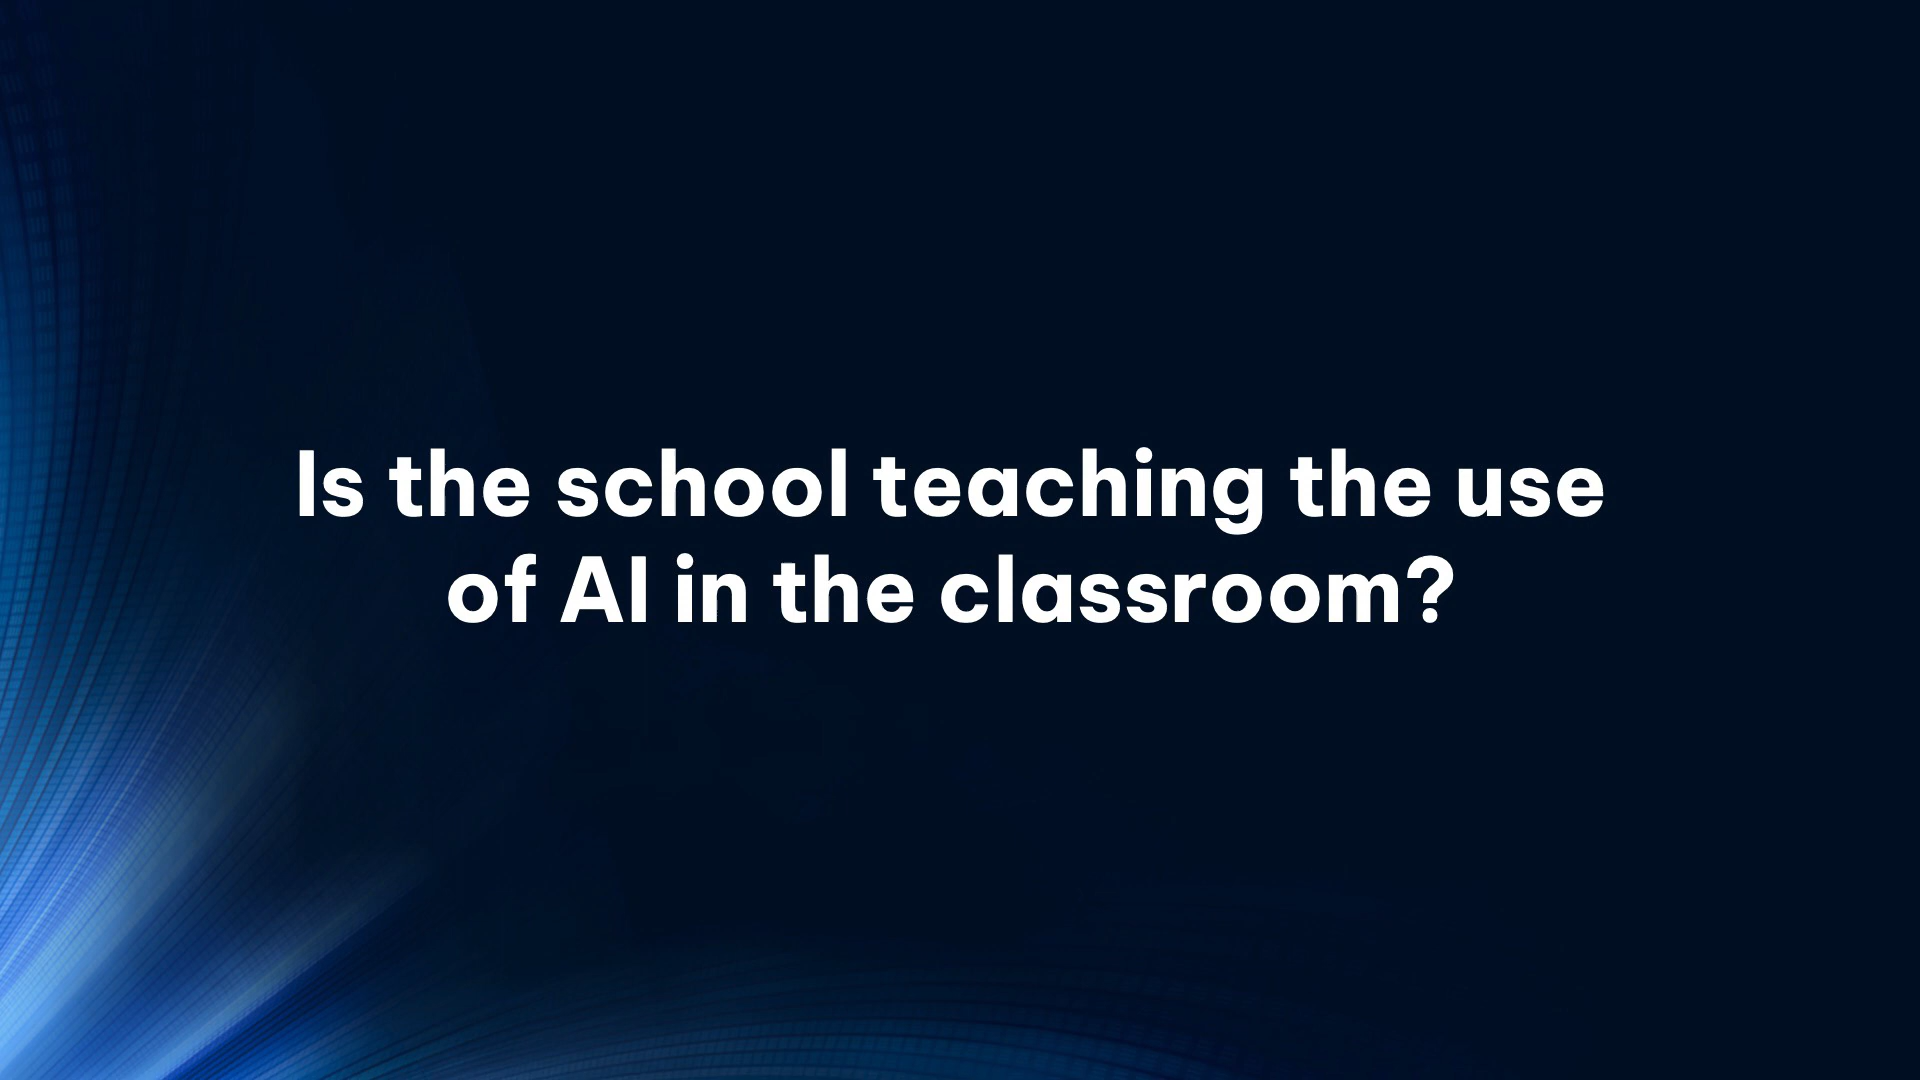 Is the school teaching the use
of AI in the classroom?